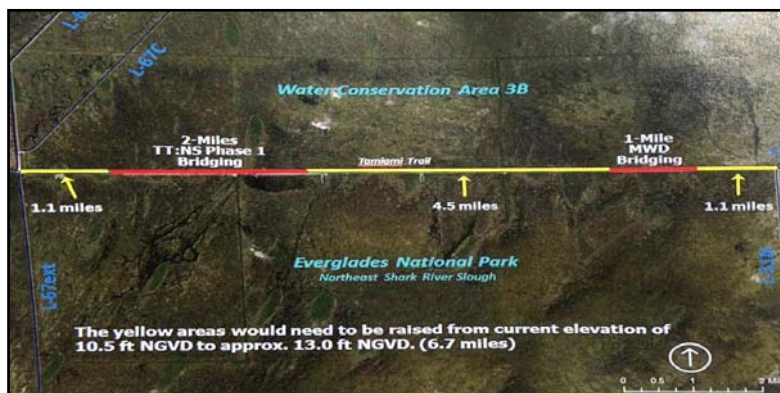 L-6
L-67C
Water Conservation Area 3B
2-Miles
TT:NS Phase 1
Bridging
Tamiami Trail
1-Mile
MWD
Bridging
1.1 miles
4.5 miles
1.1 miles
L-67ext
Everglades National Park
Northeast Shark River Slough
The yellow areas would need to be raised from current elevation of
10.5 ft NGVD to approx. 13.0 ft NGVD. (6.7 miles)
0 0.5 1 2 Mil